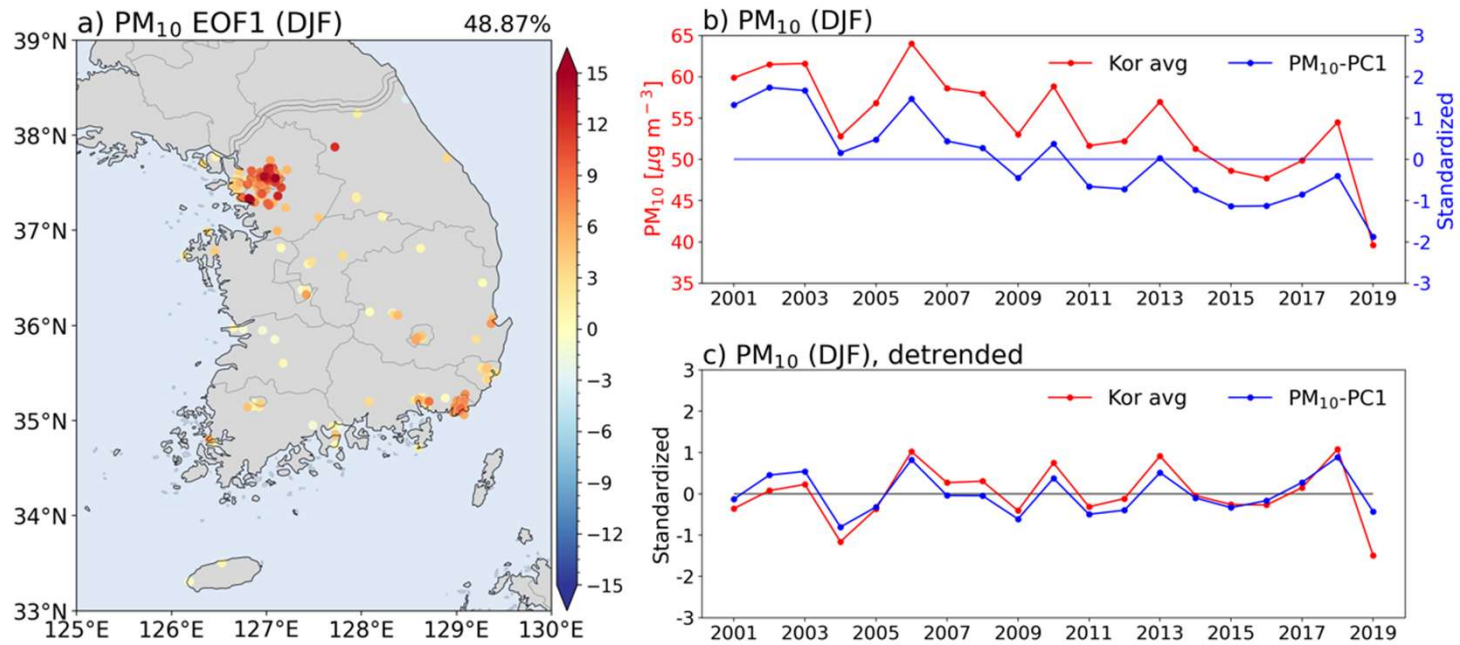 a) PM₁₀ EOF1 (DJF) 48.87%
39°N
38°N
37°N
36°N
35°N
34°N
33°N
125°E 126°E 127°E 128°E 129°E 130°E
15
12
9
6
3
0
−3
−6
−9
−12
−15
b) PM₁₀ (DJF)
65
60
55
50
45
40
35
PM₁₀ [μg m⁻³]
Kor avg PM₁₀-PC1
3
2
1
0
-1
-2
-3
Standardized
2001 2003 2005 2007 2009 2011 2013 2015 2017 2019
c) PM₁₀ (DJF), detrended
3
2
1
0
-1
-2
-3
Standardized
Kor avg PM₁₀-PC1
2001 2003 2005 2007 2009 2011 2013 2015 2017 2019